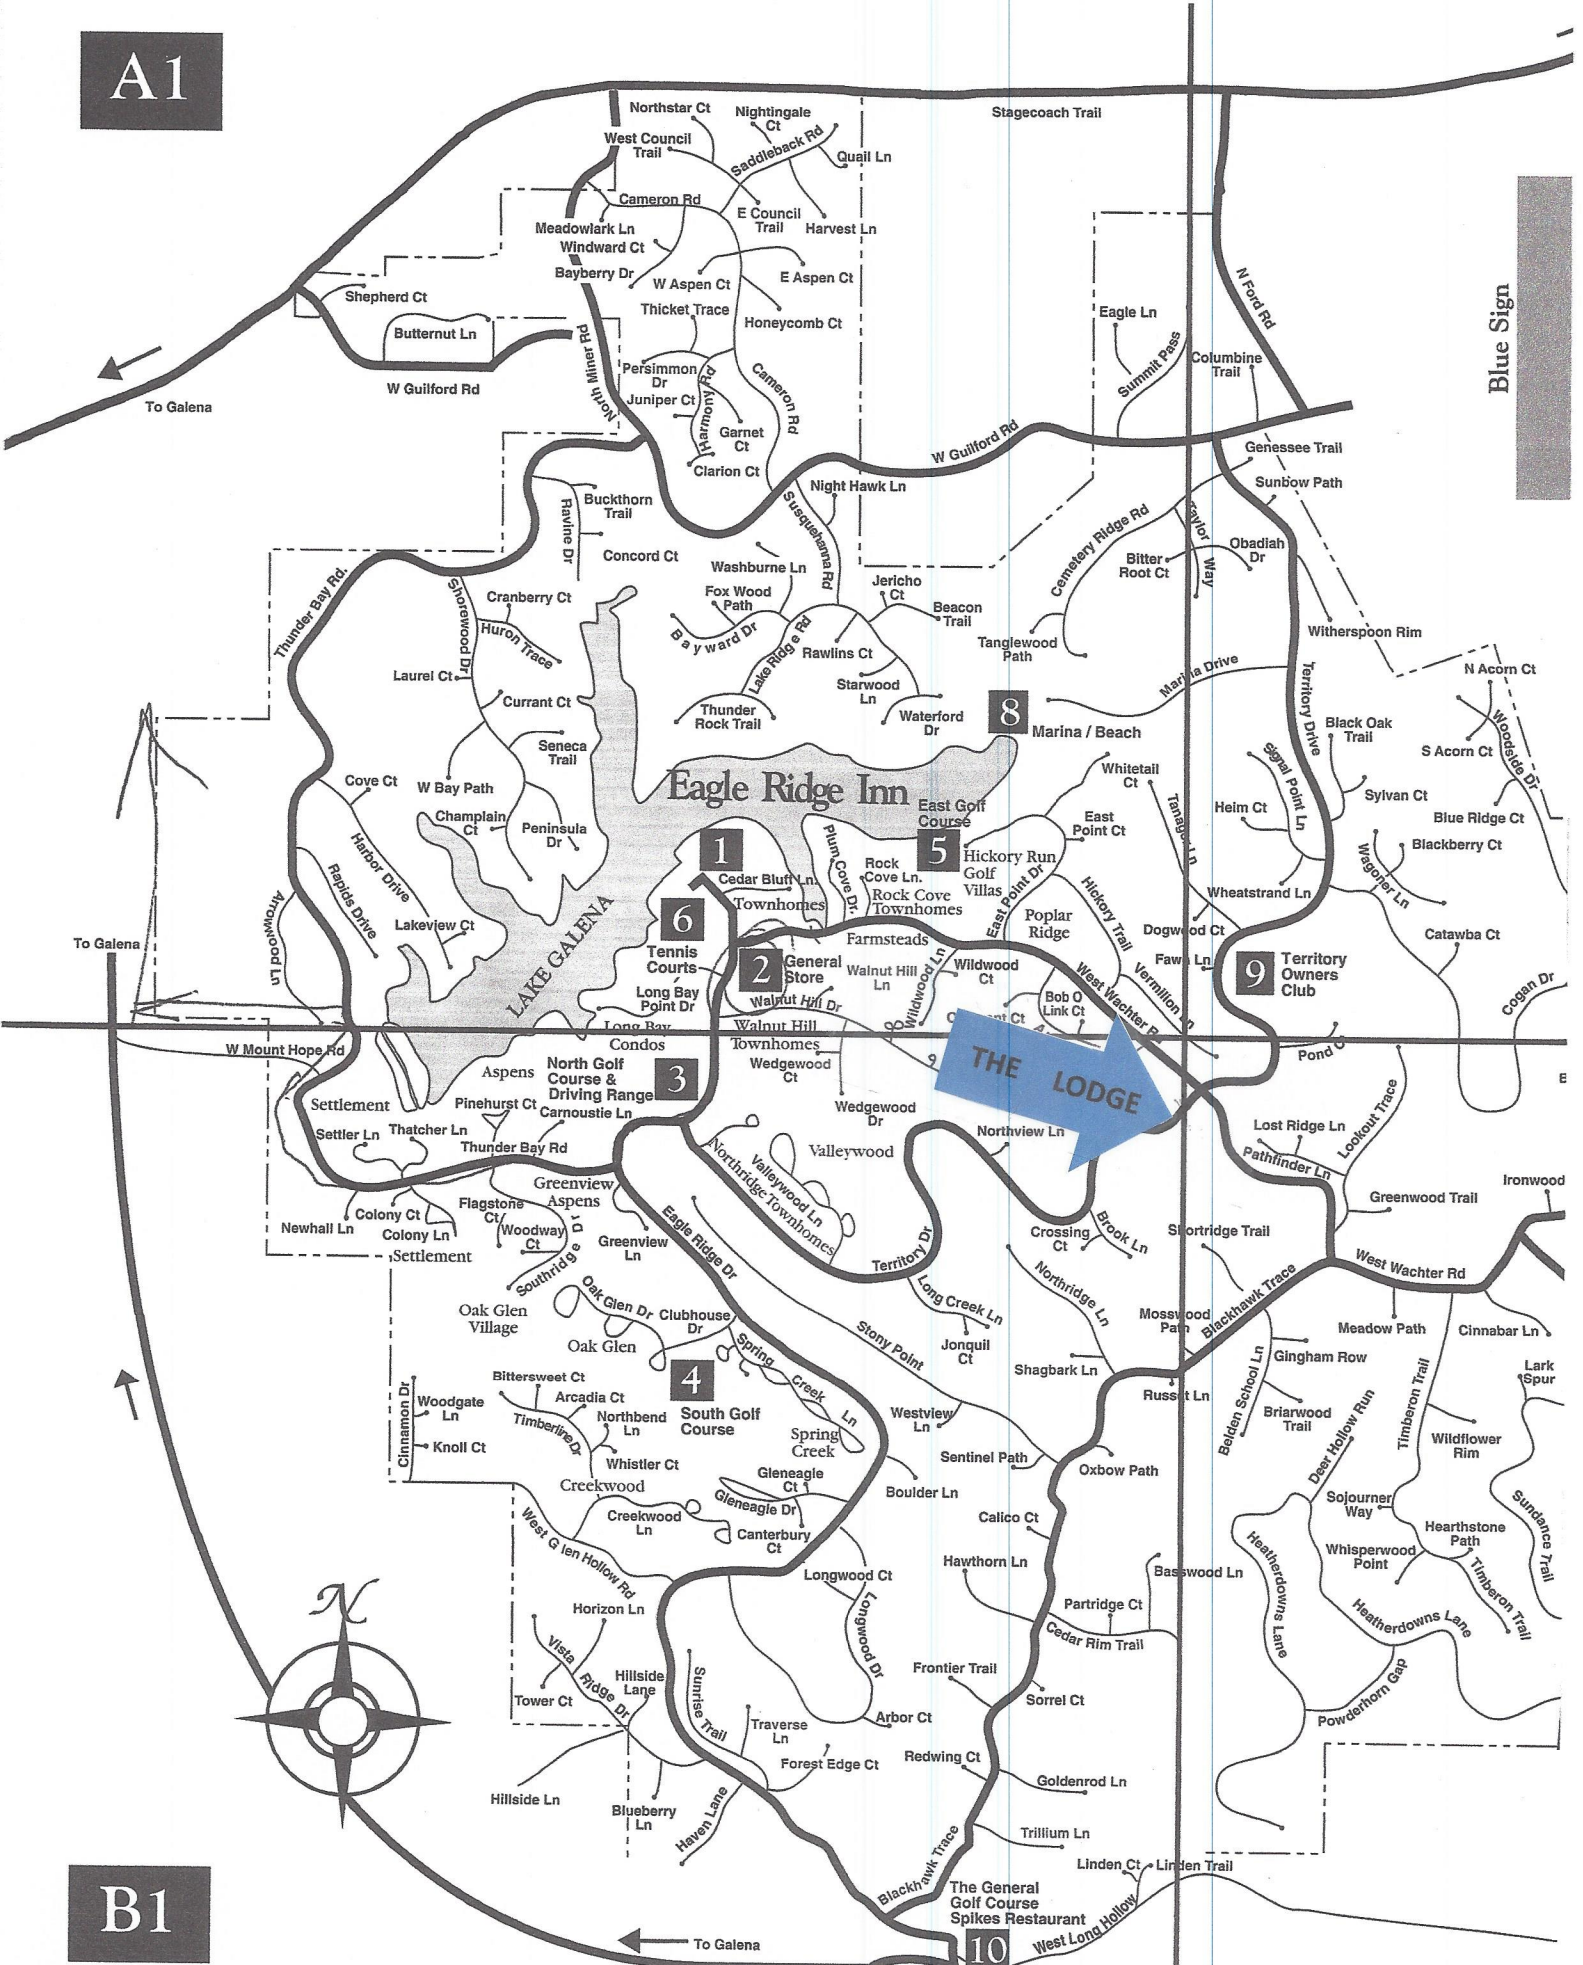 A1
Stagecoach Trail
Northstar Ct
Nightingale
Ct
West Council
Trail
Saddleback Rd
Quail Ln
Cameron Rd
E Council
Trail
Harvest Ln
Meadowlark Ln
Windward Ct
Bayberry Dr
W Aspen Ct
E Aspen Ct
Shepherd Ct
Thicket Trace
Honeycomb Ct
Butternut Ln
North Miner Rd
N Ford Rd
Eagle Ln
Summit Pass
Columbine
Trail
Blue Sign
W Guilford Rd
To Galena
Persimmon
Dr
Juniper Ct
Harmony Rd
Cameron Rd
Garnet
Ct
Clarion Ct
W Guilford Rd
Genessee Trail
Sunbow Path
Night Hawk Ln
Buckthorn
Trail
Ravine Dr
Concord Ct
Susquehanna Rd
Washburne Ln
Cemetery Ridge Rd
Taylor
Way
Bitter
Root Ct
Obadiah
Dr
Thunder Bay Rd.
Shorewood Dr
Cranberry Ct
Huron Trace
Fox Wood
Path
Bayward Dr
Jericho
Ct
Beacon
Trail
Lake Ridge Rd
Rawlins Ct
Tanglewood
Path
Witherspoon Rim
Laurel Ct
Currant Ct
Starwood
Ln
Marina Drive
Territory Drive
N Acorn Ct
Thunder
Rock Trail
Waterford
Dr
8
Marina / Beach
Black Oak
Trail
S Acorn Ct
Woodside Dr
Seneca
Trail
W Bay Path
Cove Ct
Eagle Ridge Inn
Whitetail
Ct
Tanager Ln
Signal Point Ln
Heim Ct
Sylvan Ct
Blue Ridge Ct
Champlain
Ct
Peninsula
Dr
East Golf
Course
5
East
Point Ct
Blackberry Ct
Wagoner Ln
Harbor Drive
Rapids Drive
1
Plum
Cove Dr.
Rock
Cove Ln.
Hickory Run
Golf
Villas
Cedar Bluff Ln.
Townhomes
Rock Cove
Townhomes
East Point Dr
Hickory Trail
Poplar
Ridge
Wheatstrand Ln
Dogwood Ct
Arrowwood Ln
Lakeview Ct
LAKE GALENA
6
Tennis
Courts
2
General
Store
Farmsteads
Walnut Hill
Ln
Wildwood Ln
Wildwood
Ct
Fawn Ln
9
Territory
Owners
Club
Catawba Ct
Cogan Dr
To Galena
Long Bay
Point Dr
Walnut Hill Dr
Bob O
Link Ct
West Wachter R
Vermilion Ln
Long Bay
Condos
Walnut Hill
Townhomes
W Mount Hope Rd
Pond C
Aspens
North Golf
Course &
Driving Range
3
Wedgewood
Ct
THE LODGE
Settlement
Pinehurst Ct
Carnoustie Ln
Wedgewood
Dr
Northview Ln
Lookout Trace
Settler Ln
Thatcher Ln
Thunder Bay Rd
Valleywood
Valleywood Ln
Northridge Townhomes
Lost Ridge Ln
Pathfinder Ln
Greenview
Aspens
Ironwood
Greenwood Trail
Newhall Ln
Colony Ct
Colony Ln
Settlement
Flagstone
Ct
Woodway
Ct
Southridge Dr
Greenview
Ln
Eagle Ridge Dr
Territory Dr
Crossing
Ct
Brook Ln
Shortridge Trail
West Wachter Rd
Oak Glen
Village
Oak Glen Dr
Oak Glen
Clubhouse
Dr
Long Creek Ln
Jonquil
Ct
Northridge Ln
Mosswood
Path
Blackhawk Trace
Meadow Path
Cinnabar Ln
Stony Point
Spring
Creek
Ln
Spring
Creek
4
South Golf
Course
Shagbark Ln
Russet Ln
Belden School Ln
Gingham Row
Briarwood
Trail
Deer Hollow Run
Timberon Trail
Lark
Spur
Wildflower
Rim
Cinnamon Dr
Woodgate
Ln
Knoll Ct
Bittersweet Ct
Arcadia Ct
Timberline Dr
Northbend
Ln
Whistler Ct
Westview
Ln
Sentinel Path
Oxbow Path
Creekwood
Creekwood
Ln
Gleneagle
Ct
Gleneagle Dr
Canterbury
Ct
Boulder Ln
Sojourner
Way
Calico Ct
Hearthstone
Path
Whisperwood
Point
Sundance Trail
Timberon Trail
West Glen Hollow Rd
Longwood Ct
Longwood Dr
Hawthorn Ln
Basswood Ln
Partridge Ct
Cedar Rim Trail
Heatherdowns Lane
Heatherdowns Lane
N
Horizon Ln
Vista
Ridge Dr
Tower Ct
Hillside
Lane
Sunrise Trail
Traverse
Ln
Arbor Ct
Frontier Trail
Sorrel Ct
Powderhorn Gap
Forest Edge Ct
Redwing Ct
Goldenrod Ln
Hillside Ln
Blueberry
Ln
Haven Lane
Trillium Ln
Blackhawk Trace
Linden Ct
Linden Trail
B1
The General
Golf Course
Spikes Restaurant
10
West Long Hollow
To Galena